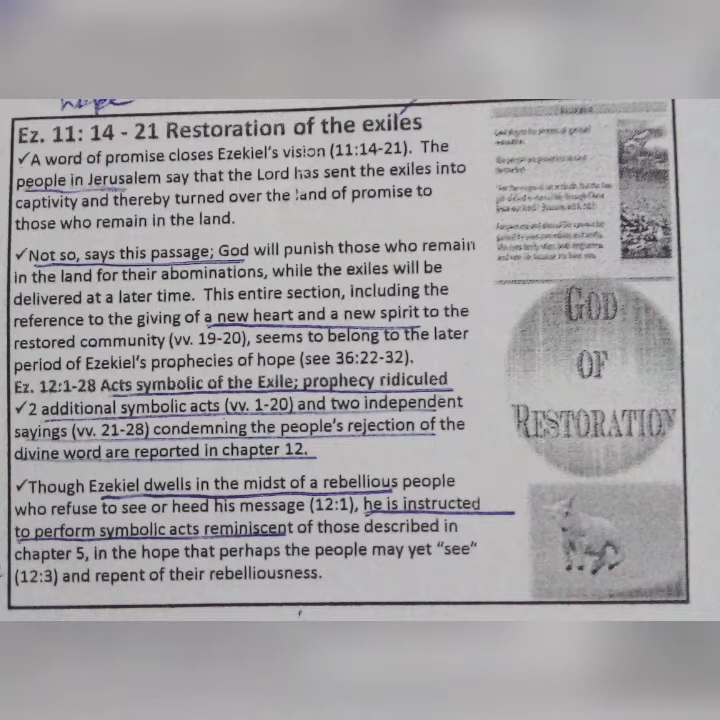 hope
Ez. 11: 14 - 21 Restoration of the exiles
✓A word of promise closes Ezekiel's vision (11:14-21). The
people in Jerusalem say that the Lord has sent the exiles into
captivity and thereby turned over the land of promise to
those who remain in the land.
✓Not so, says this passage; God will punish those who remain
in the land for their abominations, while the exiles will be
delivered at a later time. This entire section, including the
reference to the giving of a new heart and a new spirit to the
restored community (vv. 19-20), seems to belong to the later
period of Ezekiel's prophecies of hope (see 36:22-32).
Ez. 12:1-28 Acts symbolic of the Exile; prophecy ridiculed
✓2 additional symbolic acts (vv. 1-20) and two independent
sayings (vv. 21-28) condemning the people's rejection of the
divine word are reported in chapter 12.
✓Though Ezekiel dwells in the midst of a rebellious people
who refuse to see or heed his message (12:1), he is instructed
to perform symbolic acts reminiscent of those described in
chapter 5, in the hope that perhaps the people may yet "see"
(12:3) and repent of their rebelliousness.
GOD
OF
RESTORATION